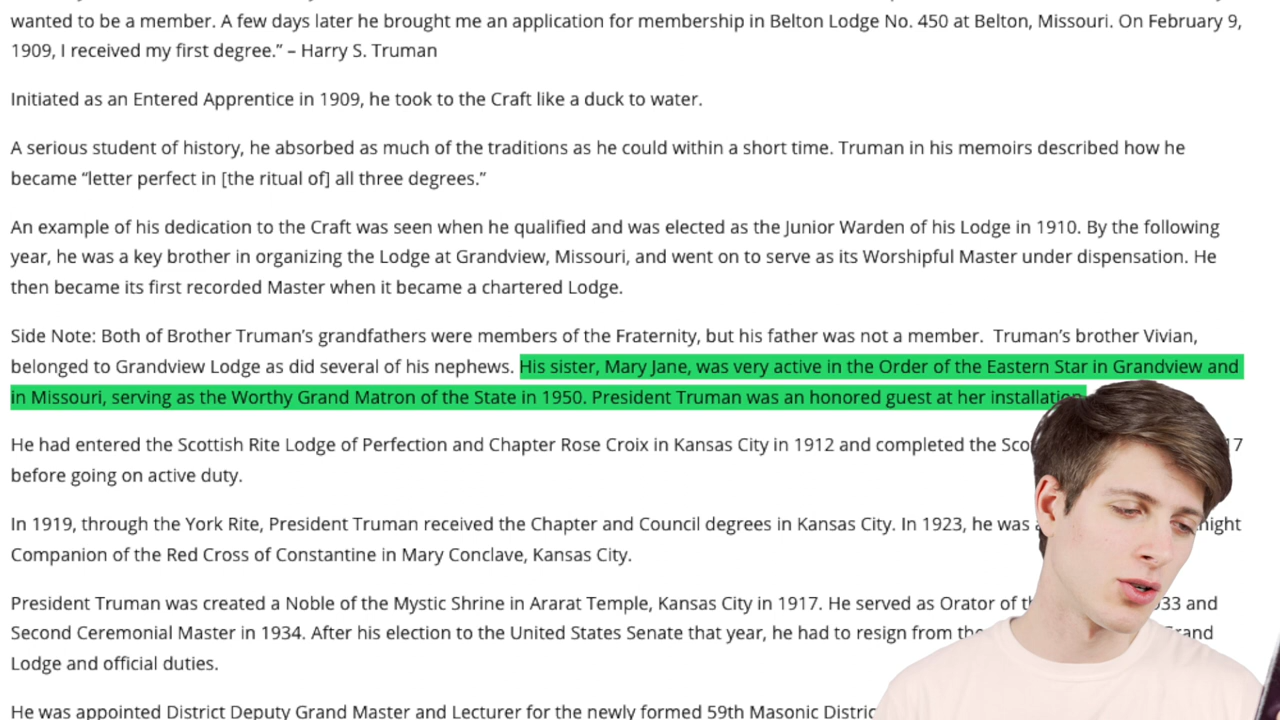 wanted to be a member. A few days later he brought me an application for membership in Belton Lodge No. 450 at Belton, Missouri. On February 9,
1909, I received my first degree.” – Harry S. Truman
Initiated as an Entered Apprentice in 1909, he took to the Craft like a duck to water.
A serious student of history, he absorbed as much of the traditions as he could within a short time. Truman in his memoirs described how he
became “letter perfect in [the ritual of] all three degrees.”
An example of his dedication to the Craft was seen when he qualified and was elected as the Junior Warden of his Lodge in 1910. By the following
year, he was a key brother in organizing the Lodge at Grandview, Missouri, and went on to serve as its Worshipful Master under dispensation. He
then became its first recorded Master when it became a chartered Lodge.
Side Note: Both of Brother Truman’s grandfathers were members of the Fraternity, but his father was not a member. Truman’s brother Vivian,
belonged to Grandview Lodge as did several of his nephews. His sister, Mary Jane, was very active in the Order of the Eastern Star in Grandview and
in Missouri, serving as the Worthy Grand Matron of the State in 1950. President Truman was an honored guest at her installation
He had entered the Scottish Rite Lodge of Perfection and Chapter Rose Croix in Kansas City in 1912 and completed the 17
before going on active duty.
In 1919, through the York Rite, President Truman received the Chapter and Council degrees in Kansas City. In 1923, he was
Companion of the Red Cross of Constantine in Mary Conclave, Kansas City.
President Truman was created a Noble of the Mystic Shrine in Ararat Temple, Kansas City in 1917. He served as Orator of 33 and
Second Ceremonial Master in 1934. After his election to the United States Senate that year, he had to resign from
Lodge and official duties.
He was appointed District Deputy Grand Master and Lecturer for the newly formed 59th Masonic